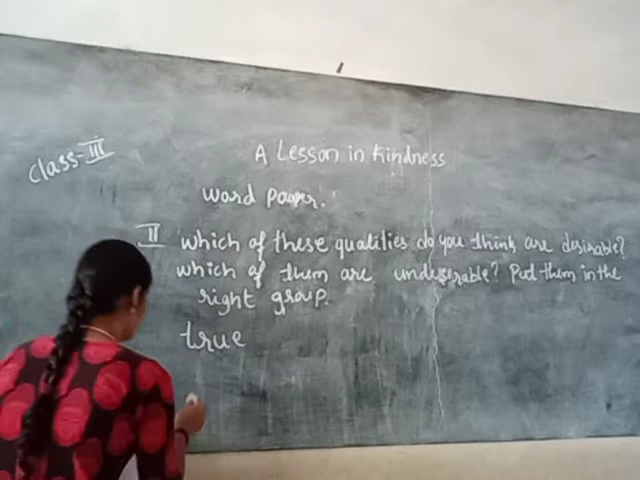 Class-III
A Lesson in Kindness
Word Power.
II which of these qualities do you think are desirable?
which of them are undesirable? Put them in the
right group.
true